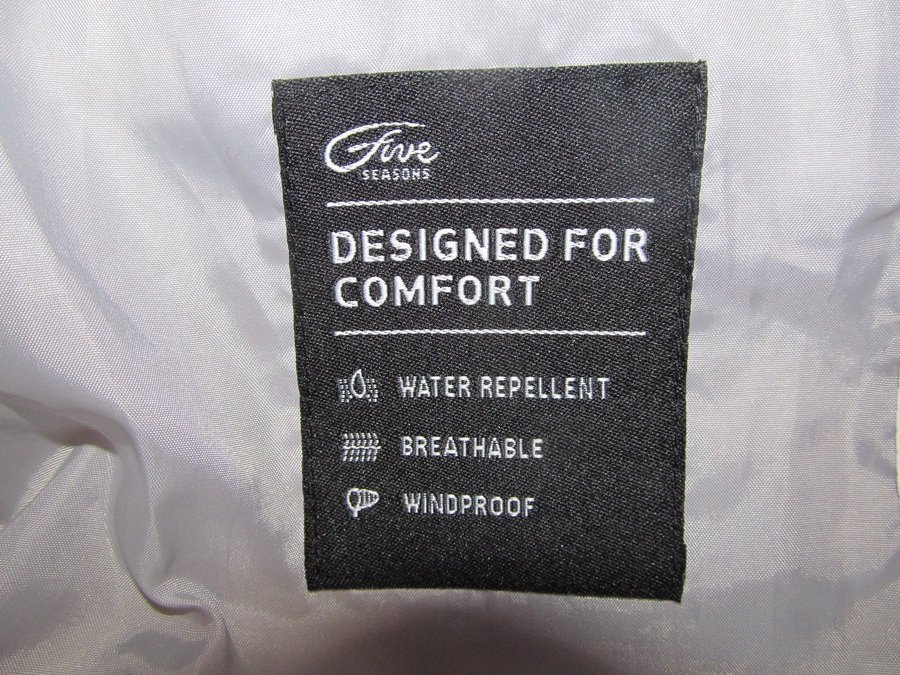 Five
SEASONS
DESIGNED FOR
COMFORT
WATER REPELLENT
BREATHABLE
WINDPROOF